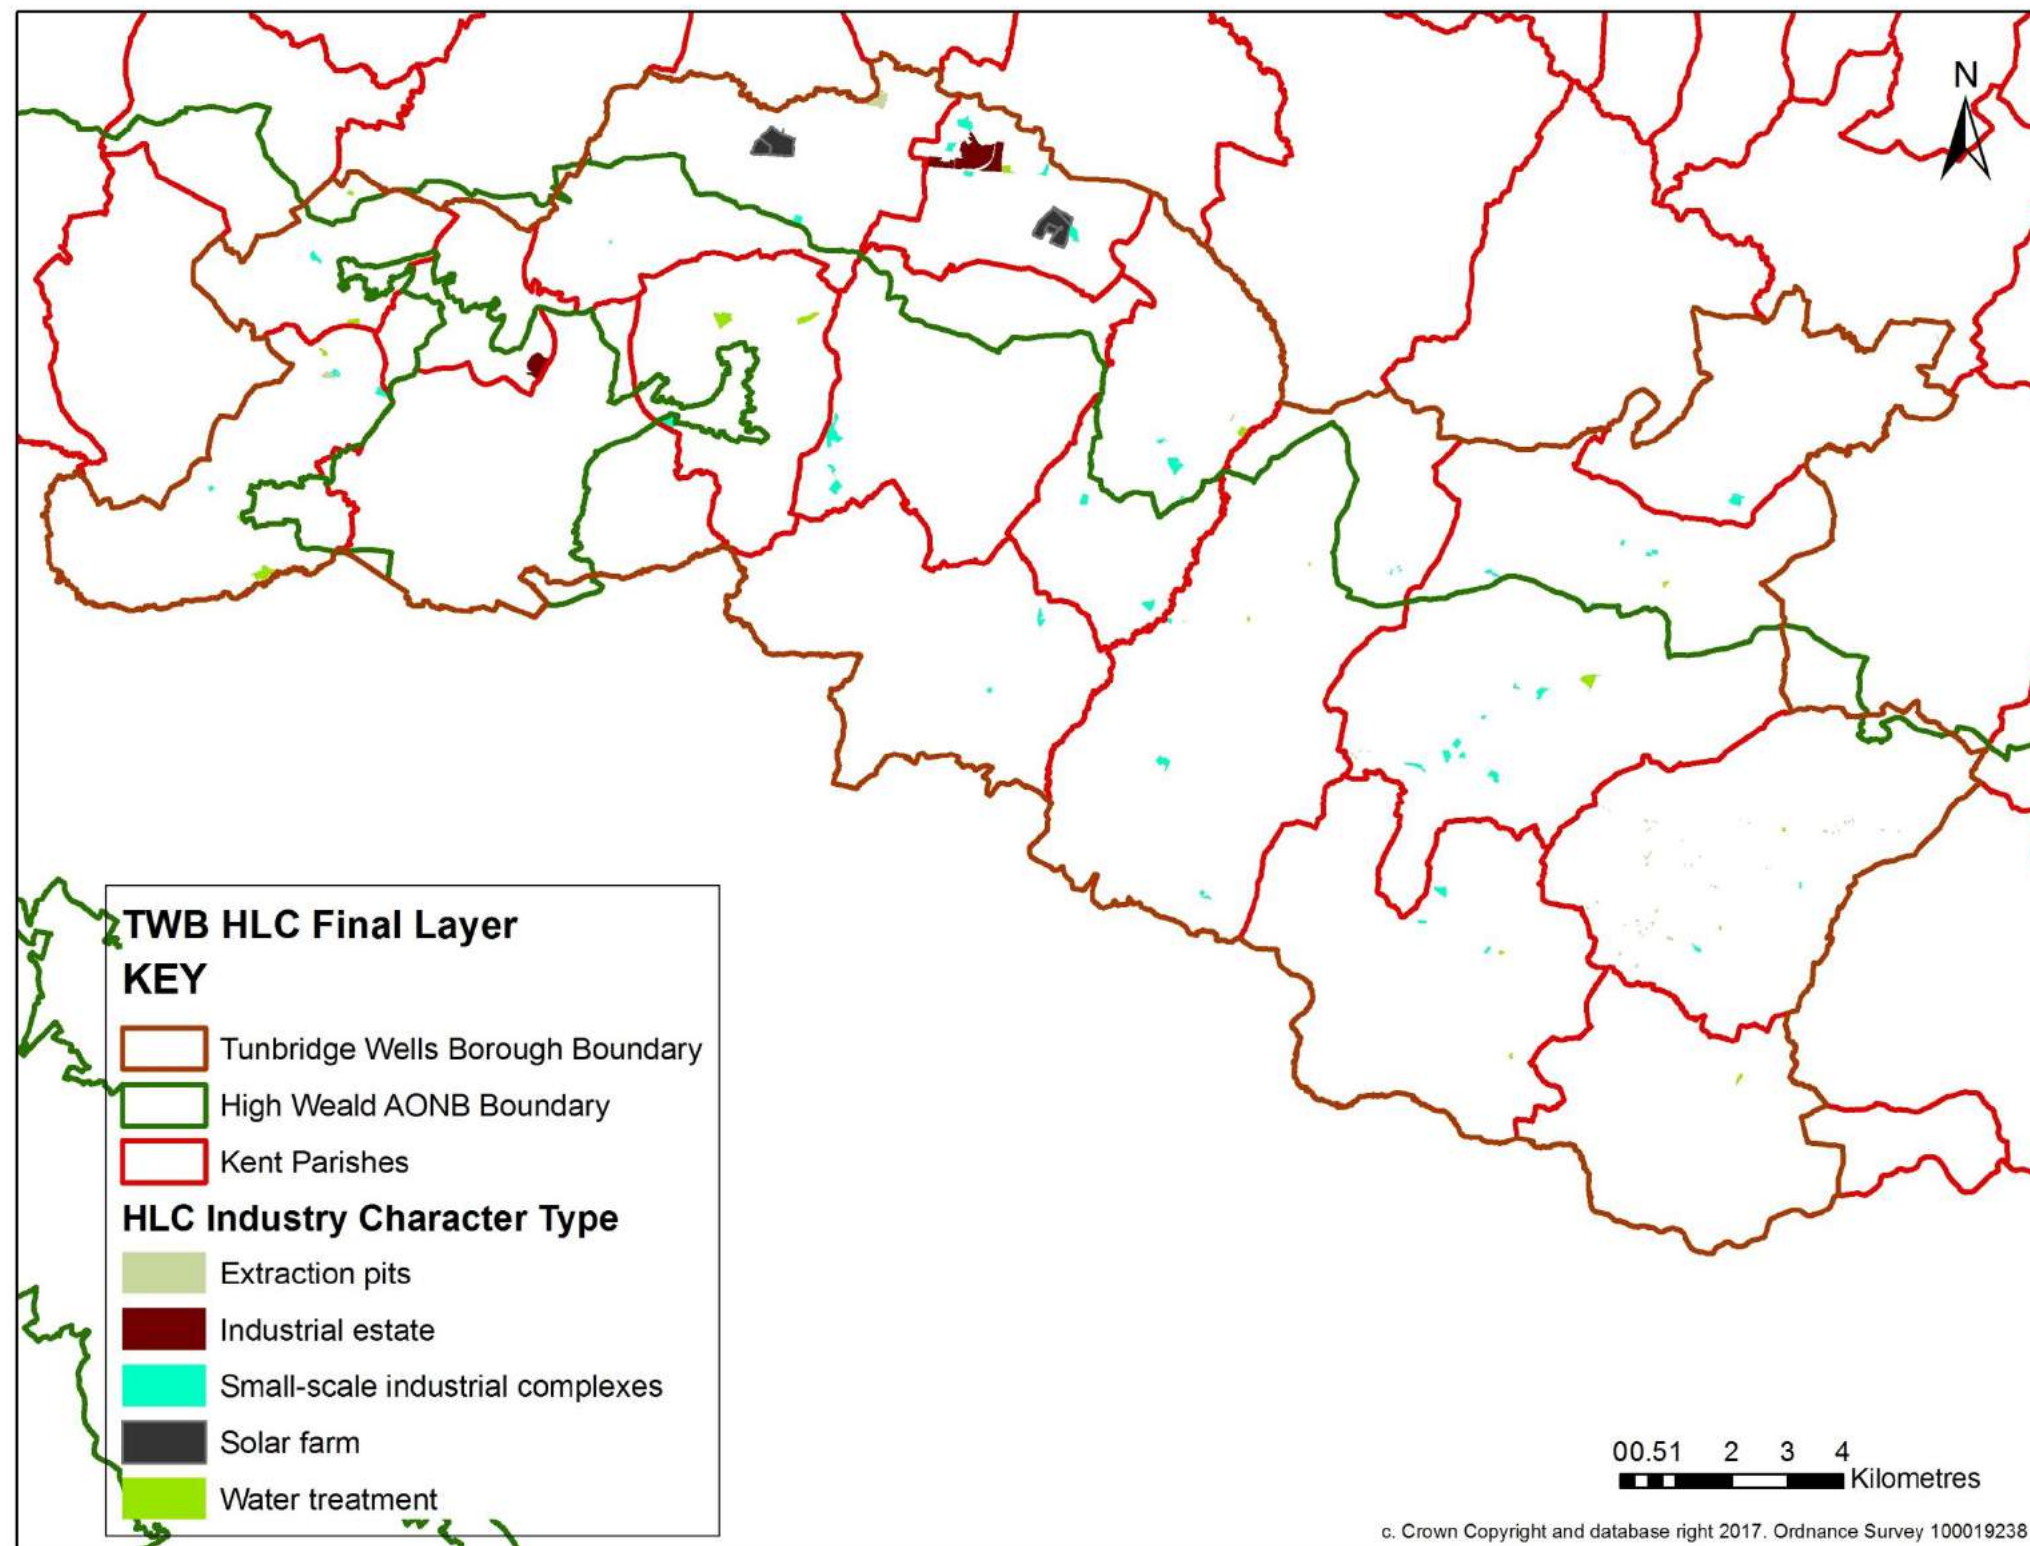 N
TWB HLC Final Layer
KEY
Tunbridge Wells Borough Boundary
High Weald AONB Boundary
Kent Parishes
HLC Industry Character Type
Extraction pits
Industrial estate
Small-scale industrial complexes
Solar farm
Water treatment
00.51 2 3 4
Kilometres
c. Crown Copyright and database right 2017. Ordnance Survey 100019238